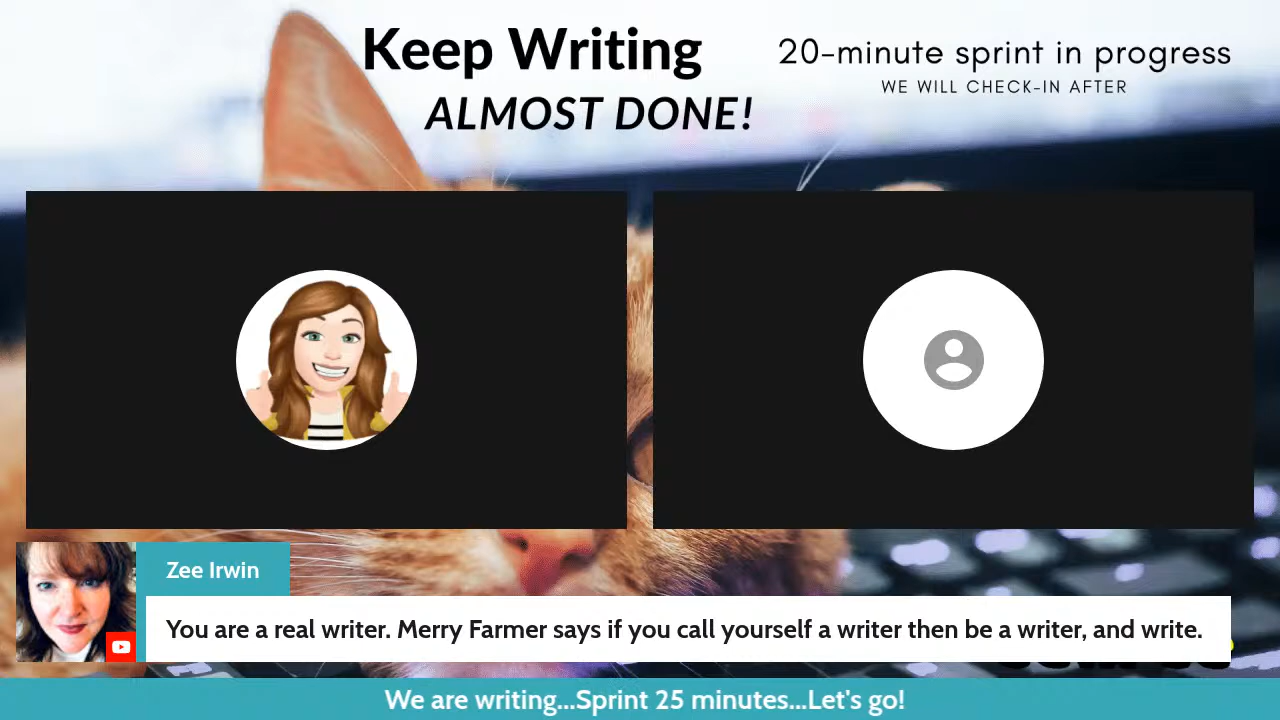 Keep Writing
ALMOST DONE!
20-minute sprint in progress
WE WILL CHECK-IN AFTER
Zee Irwin
You are a real writer. Merry Farmer says if you call yourself a writer then be a writer, and write.
We are writing...Sprint 25 minutes...Let's go!